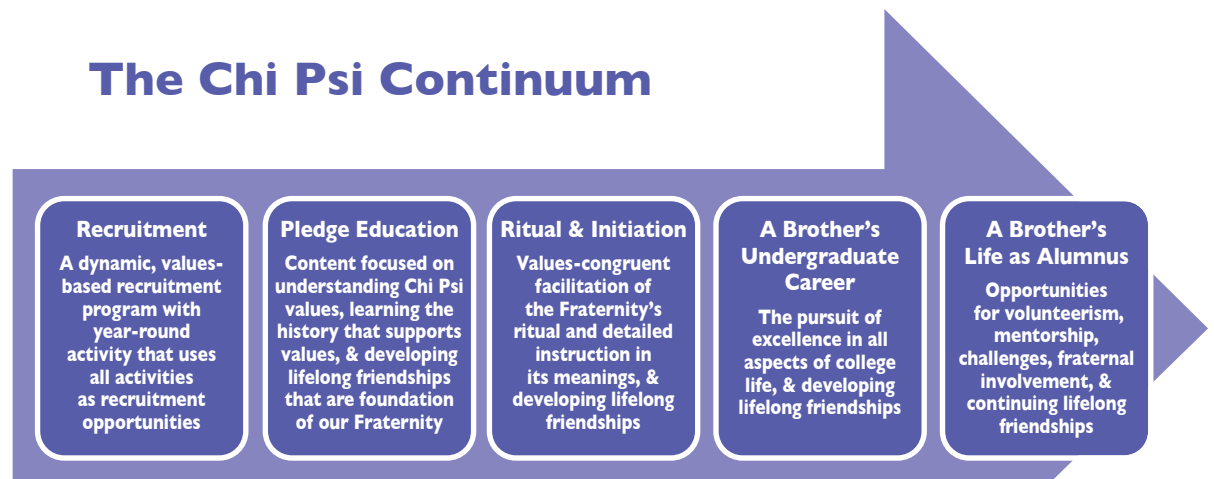 The Chi Psi Continuum
Recruitment
A dynamic, values-
based recruitment
program with
year-round
activity that uses
all activities
as recruitment
opportunities
Pledge Education
Content focused on
understanding Chi Psi
values, learning the
history that supports
values, & developing
lifelong friendships
that are foundation
of our Fraternity
Ritual & Initiation
Values-congruent
facilitation of
the Fraternity's
ritual and detailed
instruction in
its meanings, &
developing lifelong
friendships
A Brother's
Undergraduate
Career
The pursuit of
excellence in all
aspects of college
life, & developing
lifelong friendships
A Brother's
Life as Alumnus
Opportunities
for volunteerism,
mentorship,
challenges, fraternal
involvement, &
continuing lifelong
friendships